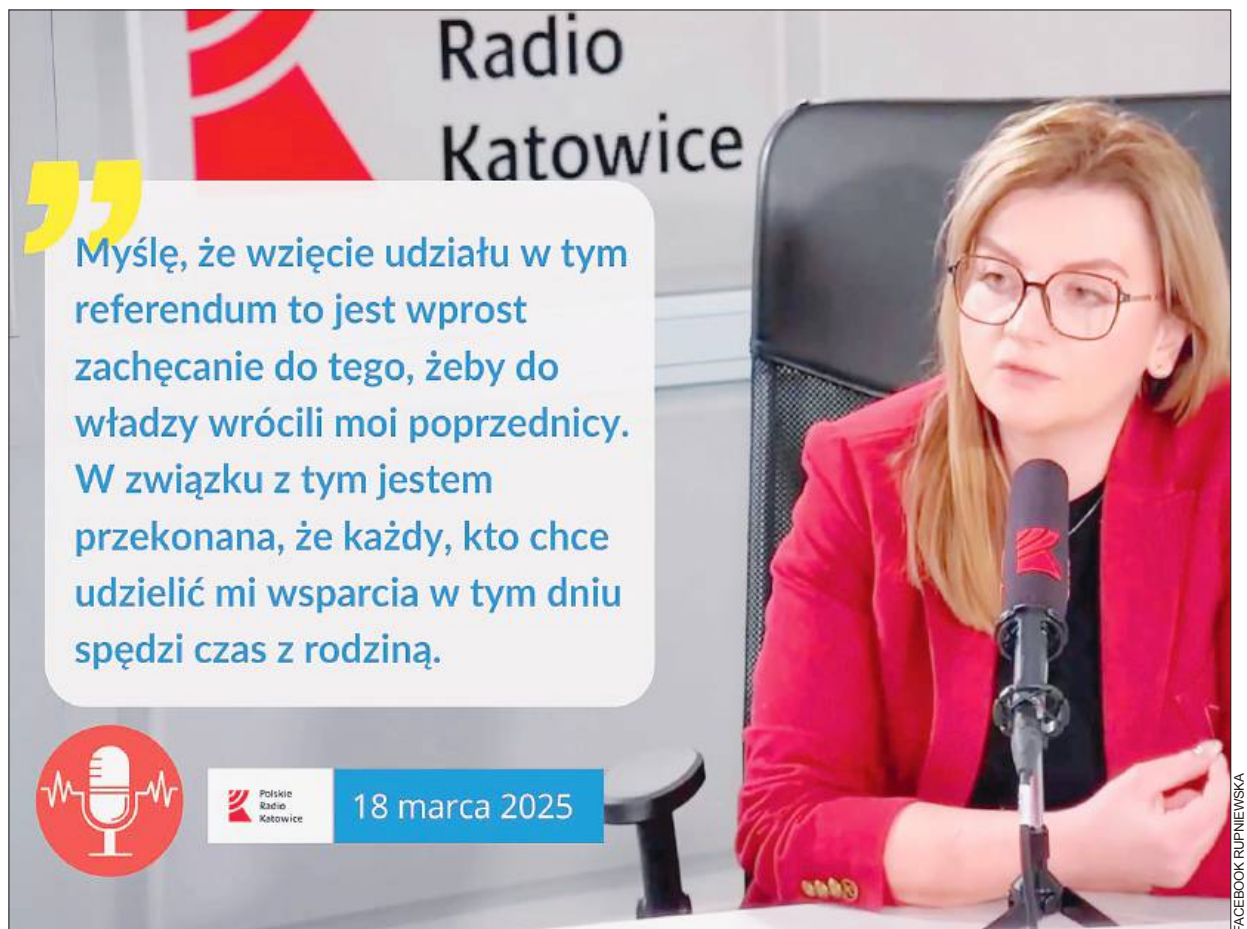 Radio
Katowice
”
Myślę, że wzięcie udziału w tym
referendum to jest wprost
zachęcanie do tego, żeby do
władzy wrócili moi poprzednicy.
W związku z tym jestem
przekonana, że każdy, kto chce
udzielić mi wsparcia w tym dniu
spędzi czas z rodziną.
Polskie
Radio
Katowice
18 marca 2025
FACEBOOK RUPNIEWSKA